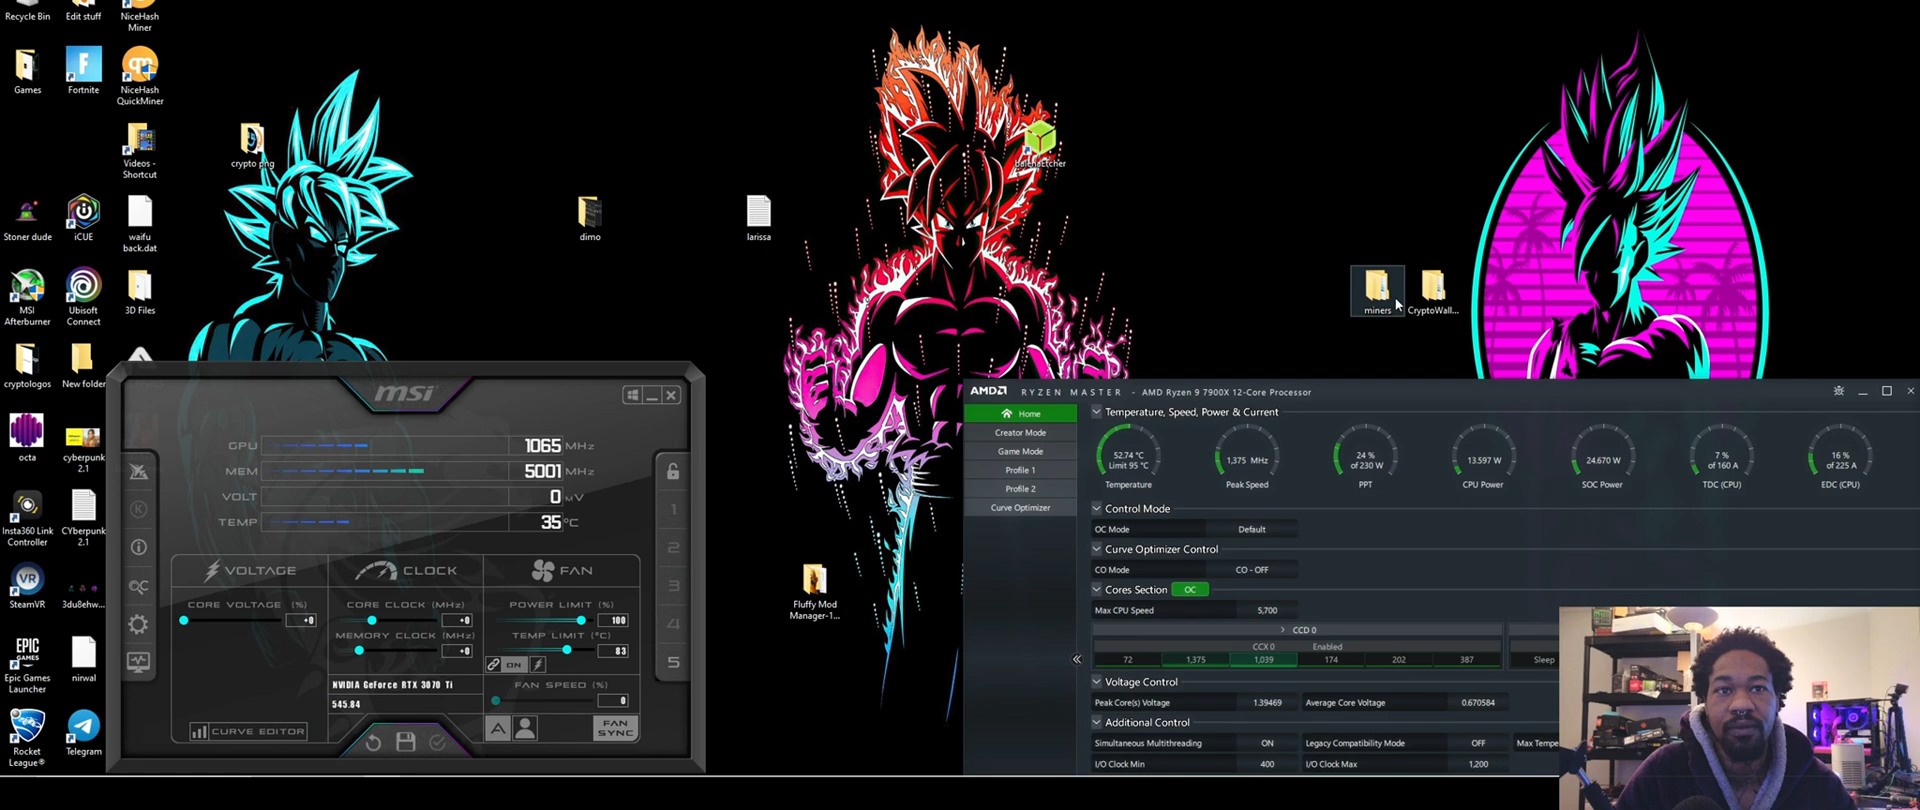 Recycle Bin
Edit stuff
NiceHash
Miner
Games
Fortnite
NiceHash
QuickMiner
Videos -
Shortcut
crypto png
balenaEtcher
Stoner dude
iCUE
waifu
back.dat
dimo
larissa
MSI
Afterburner
Ubisoft
Connect
3D Files
miners
CryptoWall...
cryptologos
New folder
octa
cyberpunk
2.1
Insta360 Link
Controller
CYberpunk
2.1
SteamVR
3du8ehw...
Epic Games
Launcher
nirwal
EPIC
GAMES
Rocket
League®
Telegram
Fluffy Mod
Manager-1...
msi
GPU 1065 MHz
MEM 5001 MHz
VOLT 0 MV
TEMP 35 °C
VOLTAGE
CLOCK
FAN
CORE VOLTAGE (%)
+0
CORE CLOCK (MHz)
+0
MEMORY CLOCK (MHz)
+0
POWER LIMIT (%)
100
TEMP LIMIT (°C)
83
ON
FAN SPEED (%)
0
NVIDIA GeForce RTX 3070 Ti
545.84
CURVE EDITOR
A
FAN
SYNC
K
OC
1
2
3
4
5
AMD RYZEN MASTER - AMD Ryzen 9 7900X 12-Core Processor
Home
Creator Mode
Game Mode
Profile 1
Profile 2
Curve Optimizer
Temperature, Speed, Power & Current
52.74 °C
Limit 95 °C
Temperature
1,375 MHz
Peak Speed
24 %
of 230 W
PPT
13.597 W
CPU Power
24.670 W
SOC Power
7 %
of 160 A
TDC (CPU)
16 %
of 225 A
EDC (CPU)
Control Mode
OC Mode Default
Curve Optimizer Control
CO Mode CO - OFF
Cores Section OC
Max CPU Speed 5,700
CCD 0
CCX 0 Enabled
72 1,375 1,039 174 202 387 Sleep
Voltage Control
Peak Core(s) Voltage 1.39469 Average Core Voltage 0.670584
Additional Control
Simultaneous Multithreading ON Legacy Compatibility Mode OFF Max Tempe
I/O Clock Min 400 I/O Clock Max 1,200